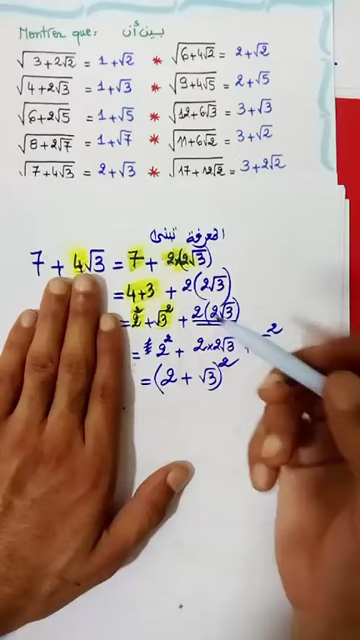 Montrer que: بين أن
√3+2√2 = 1+√2 * √6+4√2 = 2+√2
√4+2√3 = 1+√3 * √9+4√5 = 2+√5
√6+2√5 = 1+√5 * √12+6√3 = 3+√3
√8+2√7 = 1+√7 * √11+6√2 = 3+√2
√7+4√3 = 2+√3 * √17+12√2 = 3+2√2
المعرفة تبنى
7 + 4√3 = 7 + 2×(2√3)
= 4+3 + 2(2√3)
= 2² + √3² + 2(2√3)
= 2² + 2×2√3 ²
= (2 + √3)²